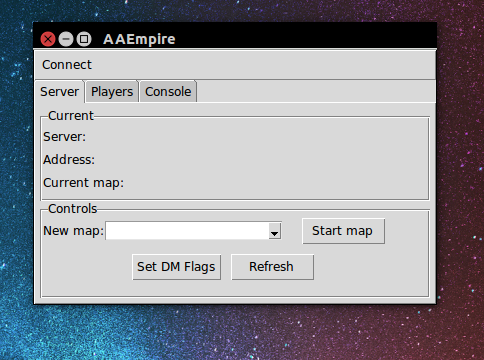 AAEmpire
Connect
Server Players Console
Current
Server:
Address:
Current map:
Controls
New map: Start map
Set DM Flags Refresh